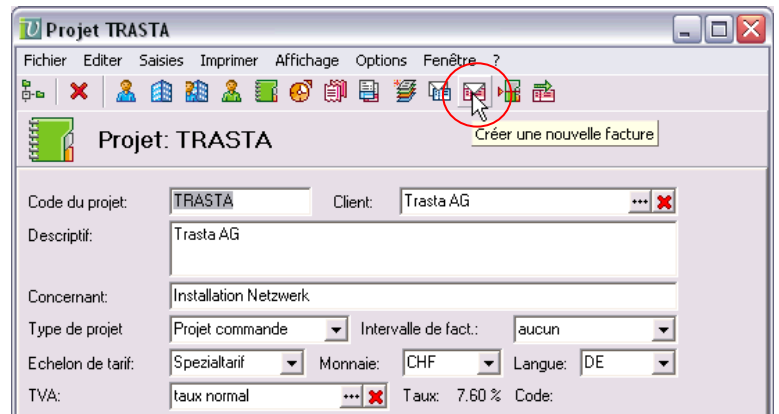 Projet TRASTA
Fichier Editer Saisies Imprimer Affichage Options Fenêtre ?
Créer une nouvelle facture
Projet: TRASTA
Code du projet: TRASTA Client: Trasta AG
Descriptif: Trasta AG
Concernant: Installation Netzwerk
Type de projet Projet commande Intervalle de fact.: aucun
Echelon de tarif: Spezialtarif Monnaie: CHF Langue: DE
TVA: taux normal Taux: 7.60 % Code: